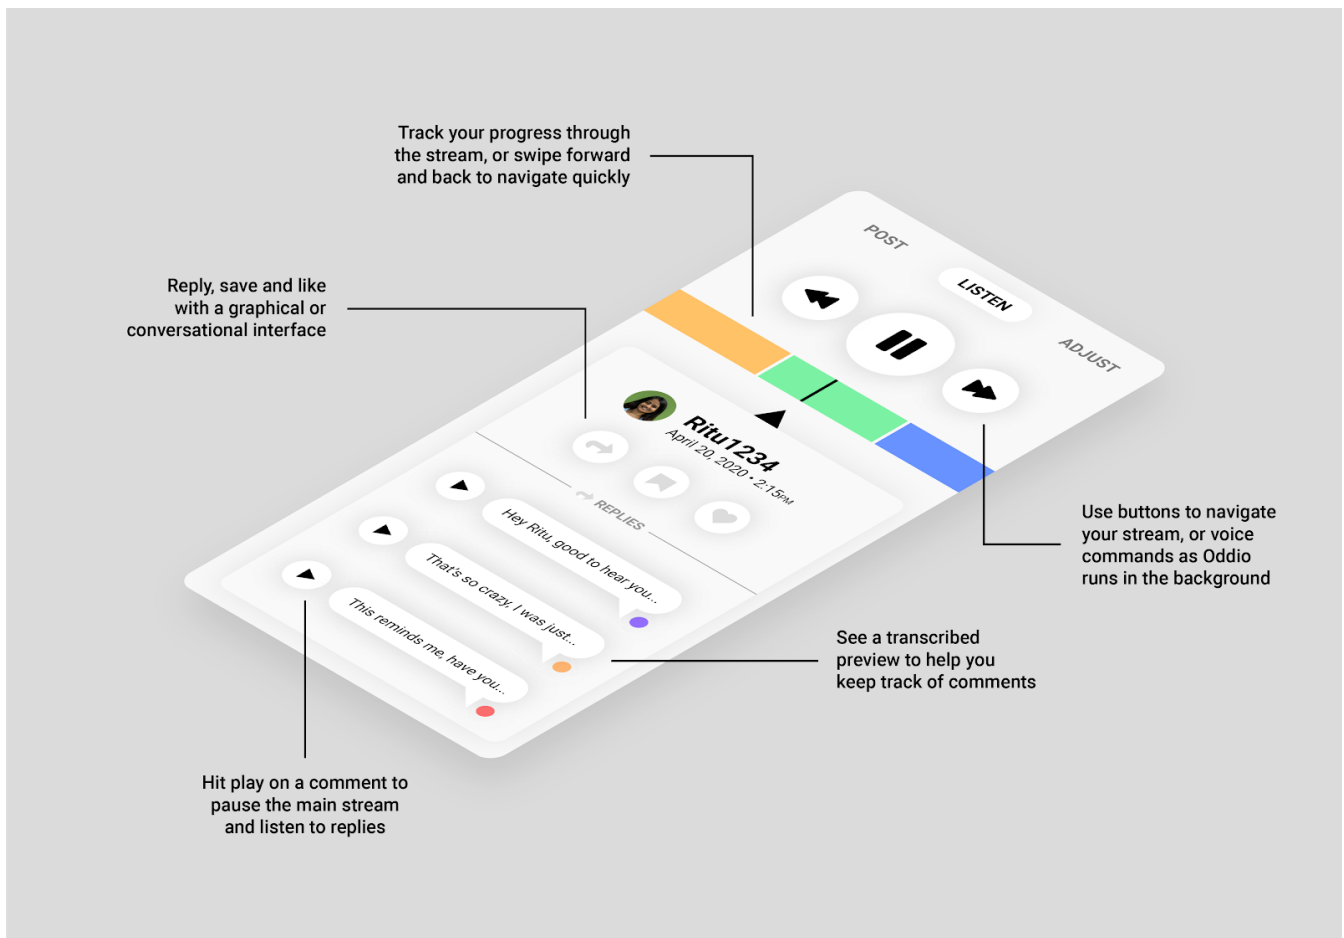 Track your progress through
the stream, or swipe forward
and back to navigate quickly
POST
LISTEN
ADJUST
Reply, save and like
with a graphical or
conversational interface
Ritu1234
April 20, 2020 • 2:15PM
REPLIES
Hey Ritu, good to hear you...
That's so crazy, I was just...
This reminds me, have you...
Use buttons to navigate
your stream, or voice
commands as Oddio
runs in the background
See a transcribed
preview to help you
keep track of comments
Hit play on a comment to
pause the main stream
and listen to replies